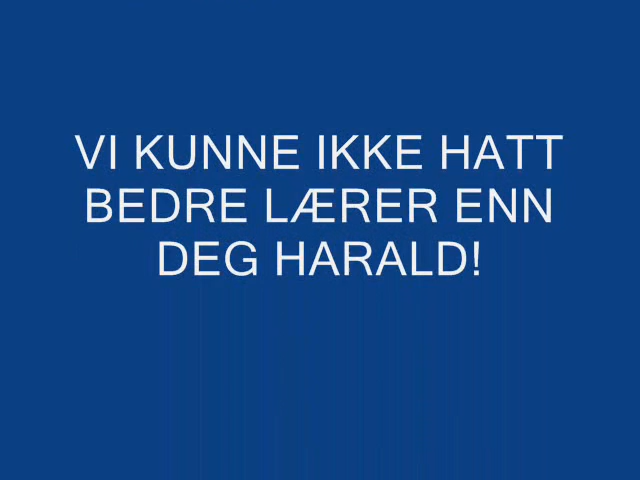 VI KUNNE IKKE HATT
BEDRE LÆRER ENN
DEG HARALD!